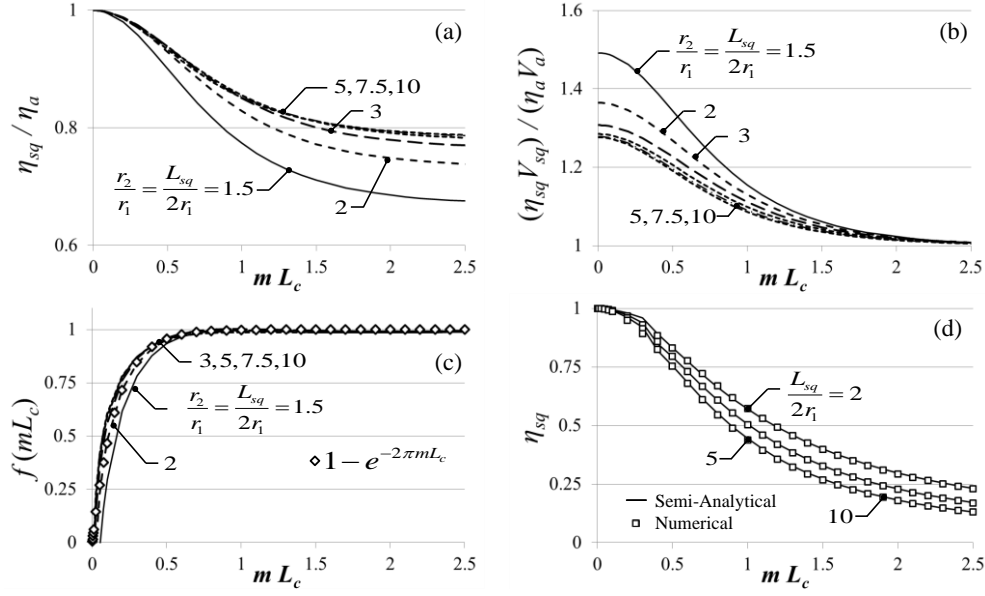 (a)
η_sq / η_a
1
0.8
0.6
5,7.5,10
3
r_2/r_1 = L_sq/2r_1 = 1.5
2
0 0.5 1 1.5 2 2.5
m L_c
(b)
(η_sq V_sq) / (η_a V_a)
1.6
1.4
1.2
1
r_2/r_1 = L_sq/2r_1 = 1.5
2
3
5,7.5,10
0 0.5 1 1.5 2 2.5
m L_c
(c)
f (mL_c)
1
0.75
0.5
0.25
0
3,5,7.5,10
r_2/r_1 = L_sq/2r_1 = 1.5
2
1 − e^{−2πmL_c}
0 0.5 1 1.5 2 2.5
m L_c
(d)
η_sq
1
0.75
0.5
0.25
0
L_sq/2r_1 = 2
5
10
Semi-Analytical
Numerical
0 0.5 1 1.5 2 2.5
m L_c